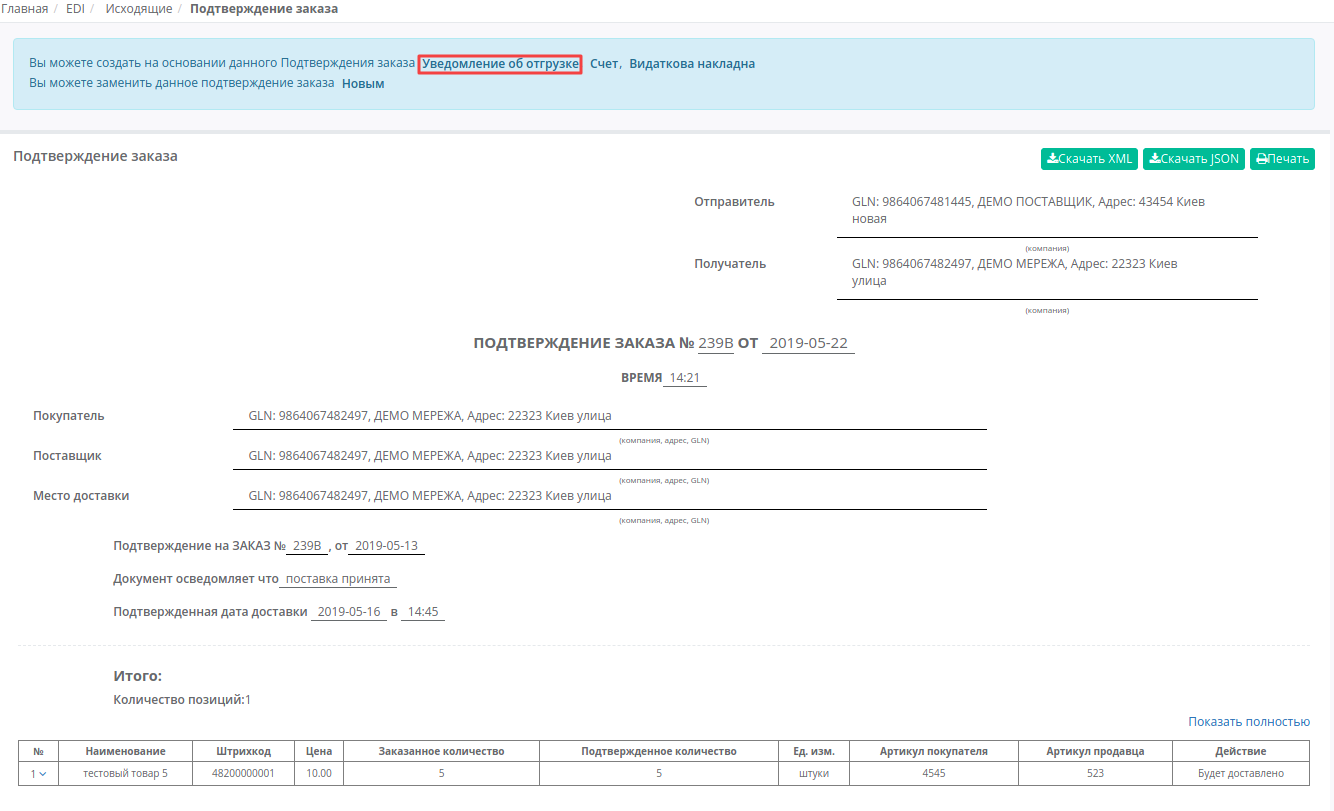 Главная / EDI / Исходящие / Подтверждение заказа
Вы можете создать на основании данного Подтверждения заказа Уведомление об отгрузке Счет, Видаткова накладна
Вы можете заменить данное подтверждение заказа Новым
Подтверждение заказа
Скачать XML Скачать JSON Печать
Отправитель GLN: 9864067481445, ДЕМО ПОСТАВЩИК, Адрес: 43454 Киев
новая
(компания)
Получатель GLN: 9864067482497, ДЕМО МЕРЕЖА, Адрес: 22323 Киев
улица
(компания)
ПОДТВЕРЖДЕНИЕ ЗАКАЗА № 239В ОТ 2019-05-22
ВРЕМЯ 14:21
Покупатель GLN: 9864067482497, ДЕМО МЕРЕЖА, Адрес: 22323 Киев улица
(компания, адрес, GLN)
Поставщик GLN: 9864067482497, ДЕМО МЕРЕЖА, Адрес: 22323 Киев улица
(компания, адрес, GLN)
Место доставки GLN: 9864067482497, ДЕМО МЕРЕЖА, Адрес: 22323 Киев улица
(компания, адрес, GLN)
Подтверждение на ЗАКАЗ № 239В , от 2019-05-13
Документ осведомляет что поставка принята
Подтвержденная дата доставки 2019-05-16 в 14:45
Итого:
Количество позиций:1
Показать полностью
№ Наименование Штрихкод Цена Заказанное количество Подтвержденное количество Ед. изм. Артикул покупателя Артикул продавца Действие
1 тестовый товар 5 48200000001 10.00 5 5 штуки 4545 523 Будет доставлено